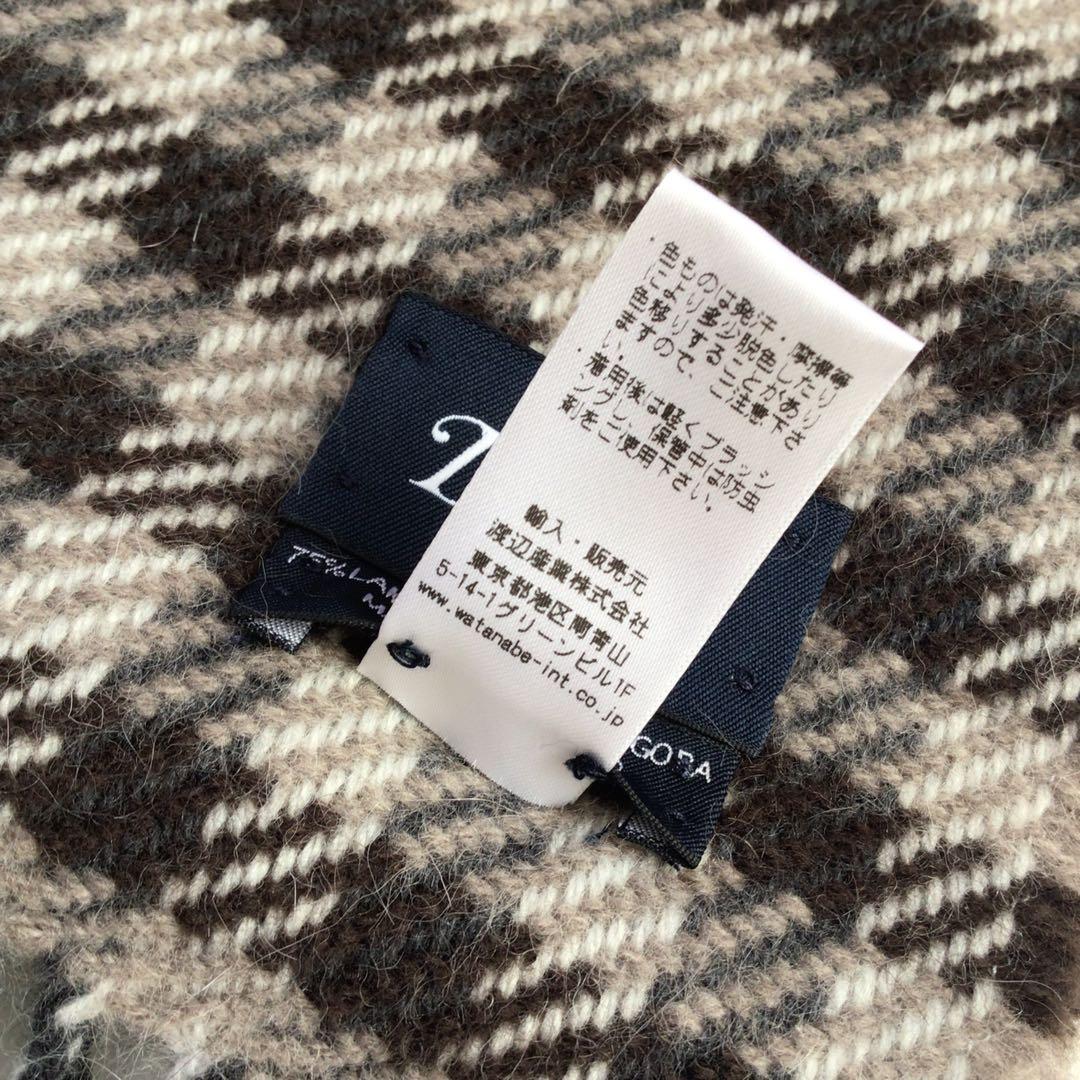 ・色ものは発汗・摩擦等
により多少脱色したり
色移りすることがあり
ますので、ご注意下さ
い。
・着用後は軽くブラッシ
ングし、保管中は防虫
剤をご使用下さい。
輸入・販売元
渡辺産業株式会社
東京都港区南青山
5-14-1グリーンビル1F
www.watanabe-int.co.jp
75%